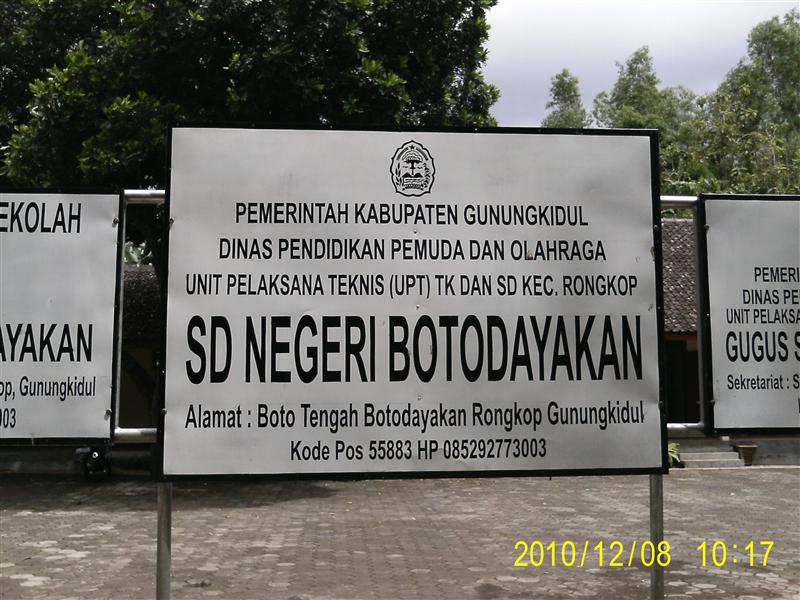 PEMERINTAH KABUPATEN GUNUNGKIDUL
DINAS PENDIDIKAN PEMUDA DAN OLAHRAGA
UNIT PELAKSANA TEKNIS (UPT) TK DAN SD KEC. RONGKOP
SD NEGERI BOTODAYAKAN
Alamat : Boto Tengah Botodayakan Rongkop Gunungkidul
Kode Pos 55883 HP 085292773003
EKOLAH
AYAKAN
op, Gunungkidul
003
PEMERI
DINAS PE
UNIT PELAKSA
GUGUS S
Sekretariat : S
2010/12/08 10:17